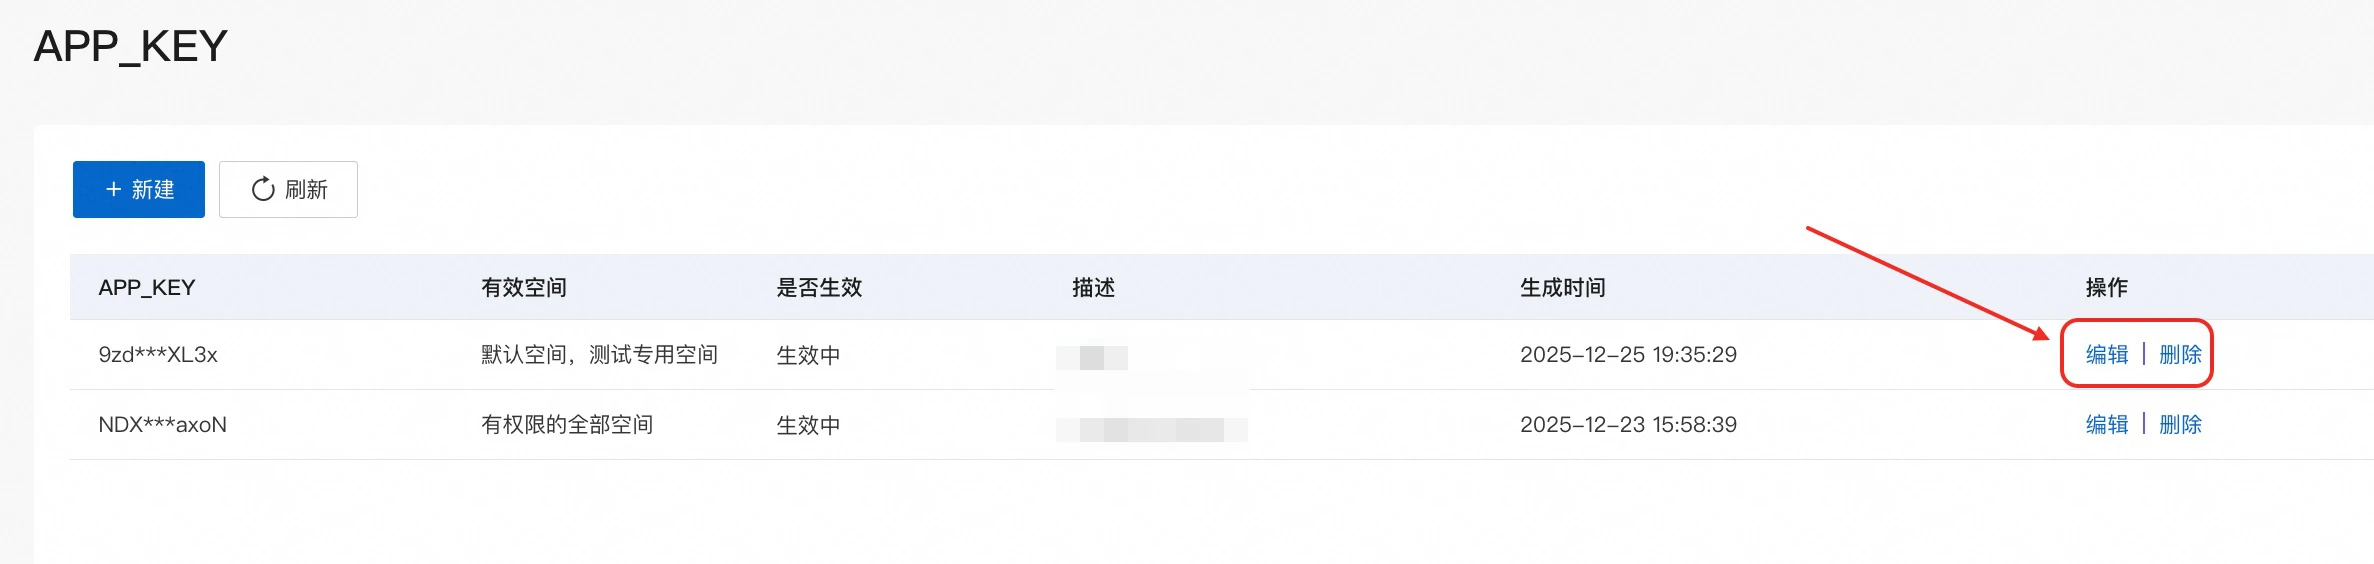 APP_KEY
+ 新建 刷新
APP_KEY 有效空间 是否生效 描述 生成时间 操作
9zd***XL3x 默认空间，测试专用空间 生效中 2025-12-25 19:35:29 编辑 | 删除
NDX***axoN 有权限的全部空间 生效中 2025-12-23 15:58:39 编辑 | 删除